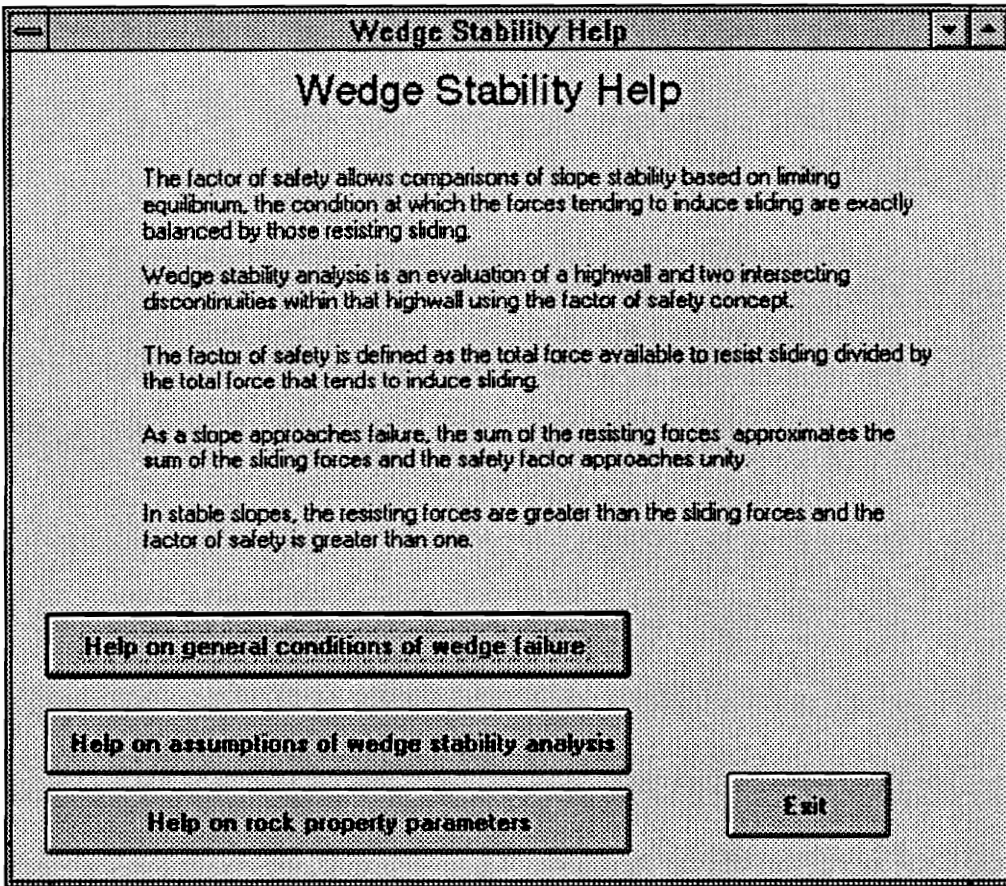 Wedge Stability Help
Wedge Stability Help
The factor of safety allows comparisons of slope stability based on limiting
equilibrium, the condition at which the forces tending to induce sliding are exactly
balanced by those resisting sliding.
Wedge stability analysis is an evaluation of a highwall and two intersecting
discontinuities within that highwall using the factor of safety concept.
The factor of safety is defined as the total force available to resist sliding divided by
the total force that tends to induce sliding.
As a slope approaches failure, the sum of the resisting forces approximates the
sum of the sliding forces and the safety factor approaches unity.
In stable slopes, the resisting forces are greater than the sliding forces and the
factor of safety is greater than one.
Help on general conditions of wedge failure
Help on assumptions of wedge stability analysis
Help on rock property parameters
Exit